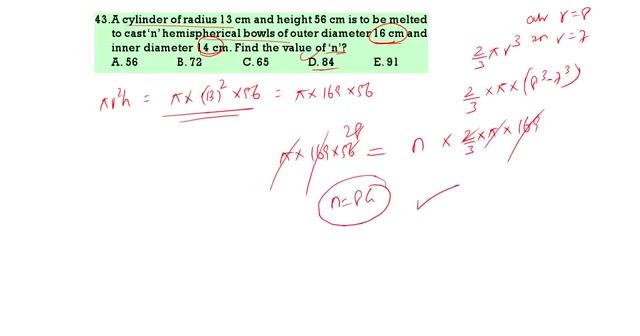 43. A cylinder of radius 13 cm and height 56 cm is to be melted
to cast 'n' hemispherical bowls of outer diameter 16 cm and
inner diameter 14 cm. Find the value of 'n'?
A. 56 B. 72 C. 65 D. 84 E. 91
out r = 8
in r = 7
2/3 π r³
πr²h = π × (13)² × 56 = π × 169 × 56
2/3 × π × (8³ - 7³)
28
π × 169 × 56 = n × 2/3 × π × 169
n = 84